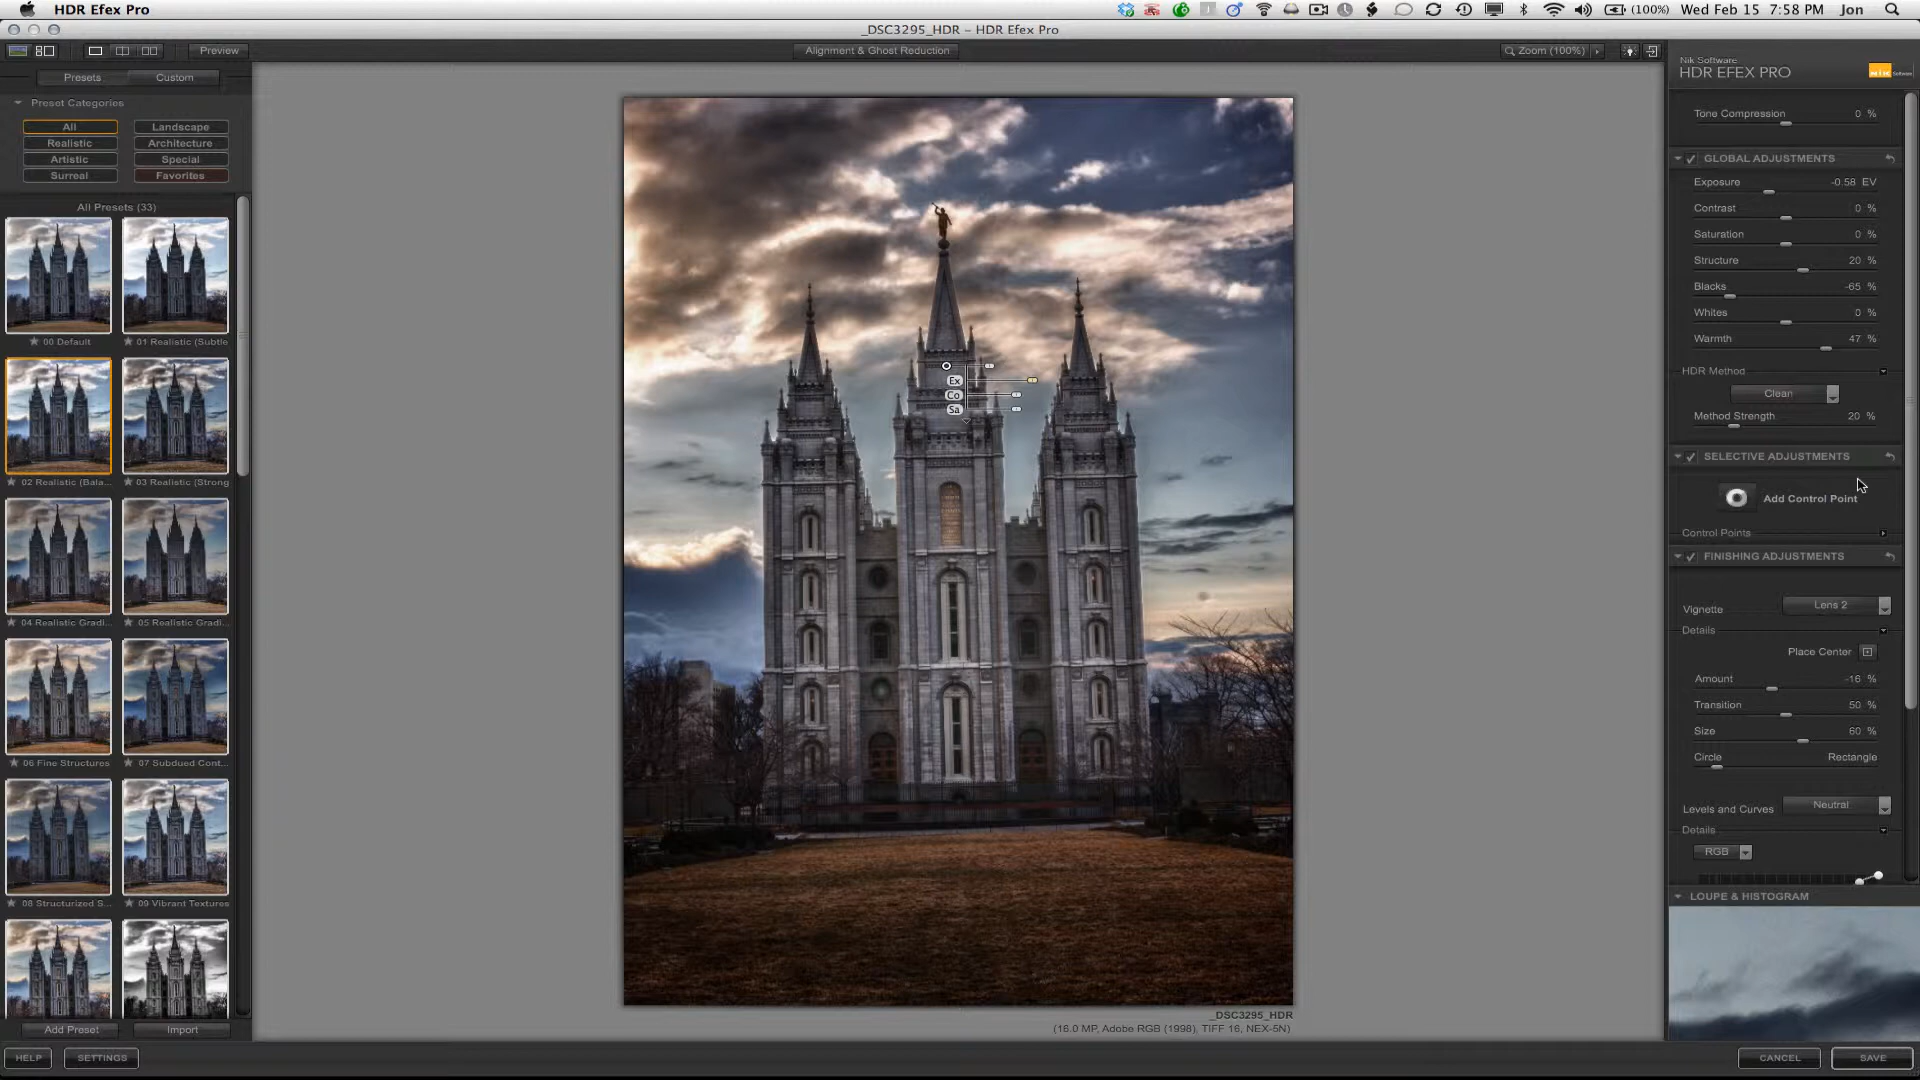 HDR Efex Pro
(100%) Wed Feb 15 7:58 PM Jon
_DSC3295_HDR – HDR Efex Pro
Preview
Alignment & Ghost Reduction
Zoom (100%)
Presets
Custom
Preset Categories
All
Landscape
Realistic
Architecture
Artistic
Special
Surreal
Favorites
All Presets (33)
00 Default
01 Realistic (Subtle
02 Realistic (Bala...
03 Realistic (Strong
04 Realistic Gradi...
05 Realistic Gradi...
06 Fine Structures
07 Subdued Cont...
08 Structurized S...
09 Vibrant Textures
Add Preset
Import
HELP
SETTINGS
Ex
Co
Sa
_DSC3295_HDR
(16.0 MP, Adobe RGB (1998), TIFF 16, NEX-5N)
Nik Software
HDR EFEX PRO
Tone Compression 0 %
GLOBAL ADJUSTMENTS
Exposure -0.58 EV
Contrast 0 %
Saturation 0 %
Structure 20 %
Blacks -65 %
Whites 0 %
Warmth 47 %
HDR Method
Clean
Method Strength 20 %
SELECTIVE ADJUSTMENTS
Add Control Point
Control Points
FINISHING ADJUSTMENTS
Vignette Lens 2
Details
Place Center
Amount -16 %
Transition 50 %
Size 60 %
Circle Rectangle
Levels and Curves Neutral
Details
RGB
LOUPE & HISTOGRAM
CANCEL
SAVE